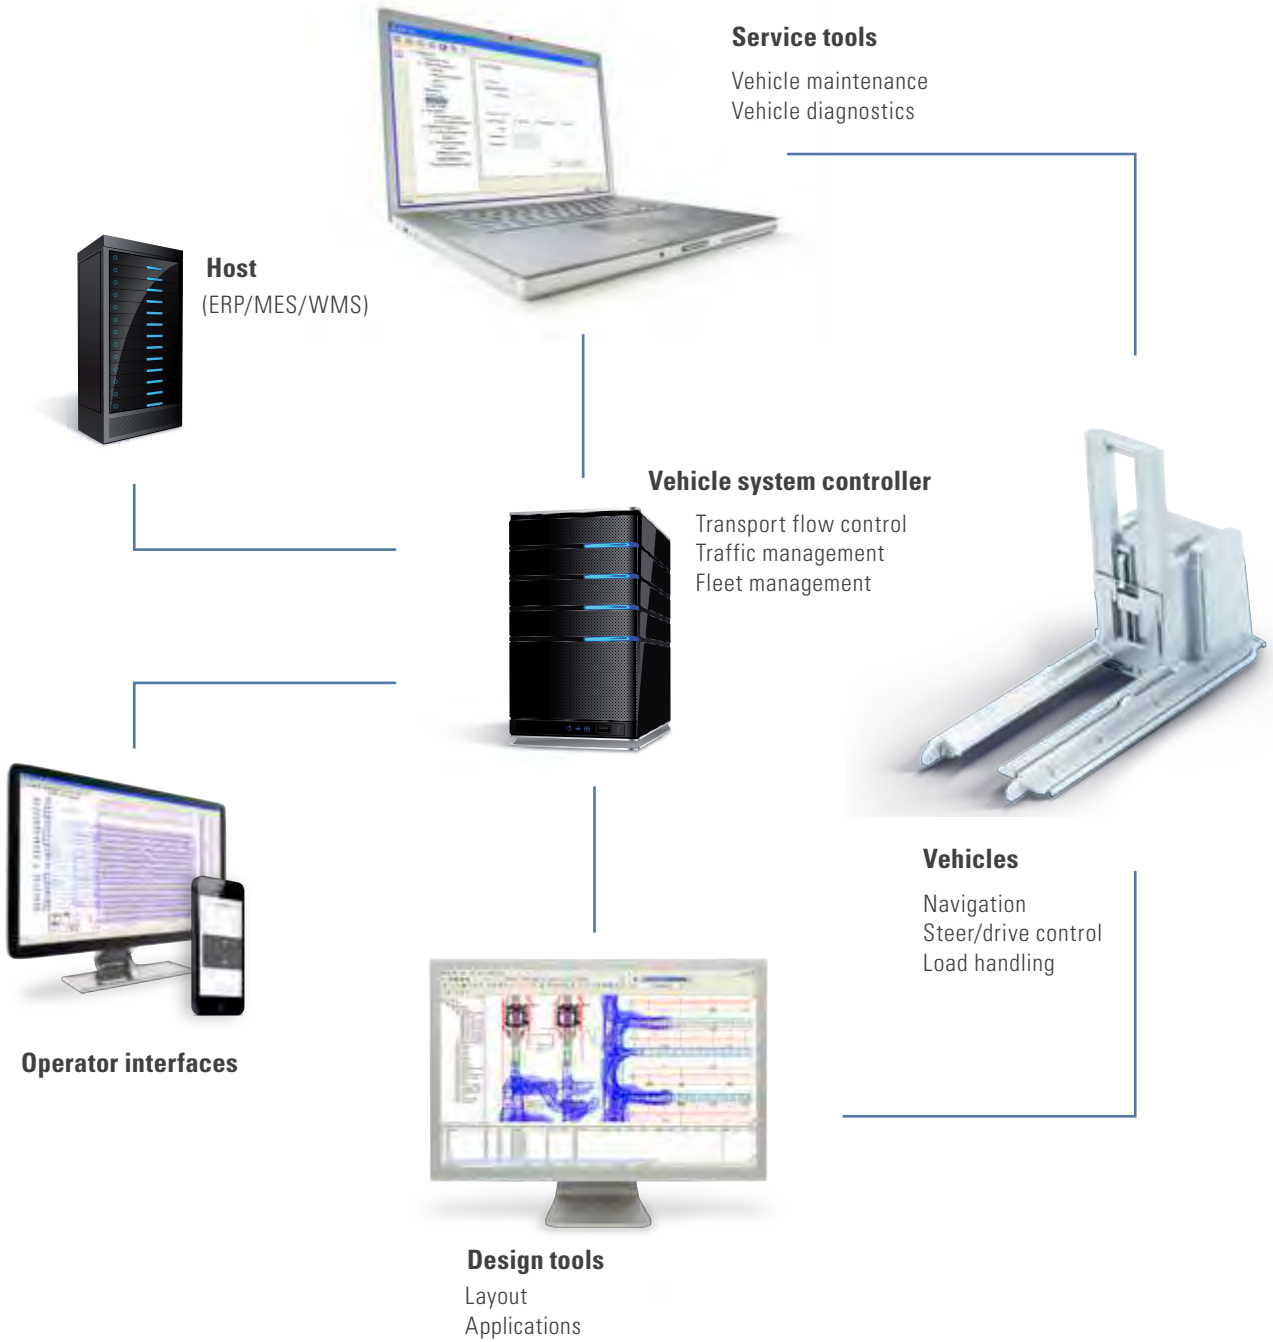 Service tools
Vehicle maintenance
Vehicle diagnostics
Host
(ERP/MES/WMS)
Vehicle system controller
Transport flow control
Traffic management
Fleet management
Vehicles
Navigation
Steer/drive control
Load handling
Operator interfaces
Design tools
Layout
Applications